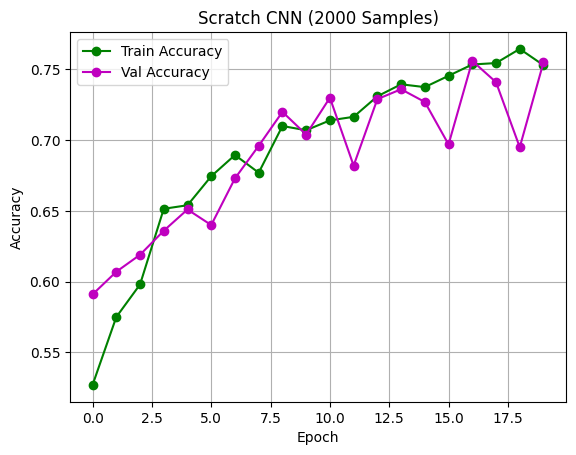 Scratch CNN (2000 Samples)
Train Accuracy
Val Accuracy
Accuracy
0.75
0.70
0.65
0.60
0.55
0.0 2.5 5.0 7.5 10.0 12.5 15.0 17.5
Epoch